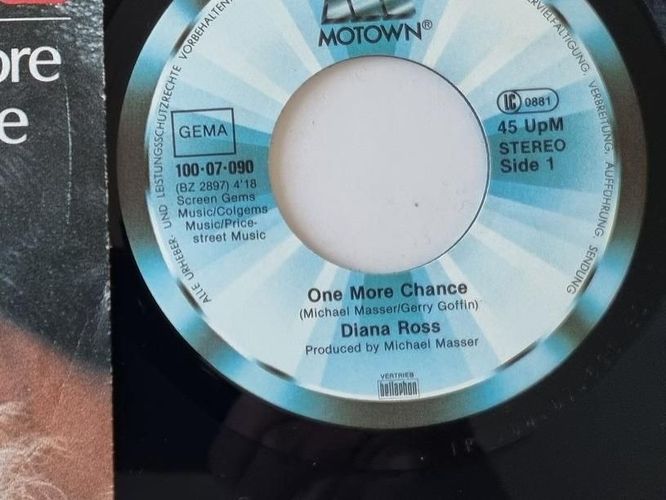 ore
e
MOTOWN®
ALLE URHEBER- UND LEISTUNGSSCHUTZRECHTE VORBEHALTEN
VERVIELFÄLTIGUNG, VERBREITUNG, AUFFÜHRUNG, SENDUNG
GEMA
LC 0881
100·07·090
45 UpM
STEREO
Side 1
(BZ 2897) 4'18
Screen Gems
Music/Colgems
Music/Price-
street Music
One More Chance
(Michael Masser/Gerry Goffin)
Diana Ross
Produced by Michael Masser
VERTRIEB
bellaphon